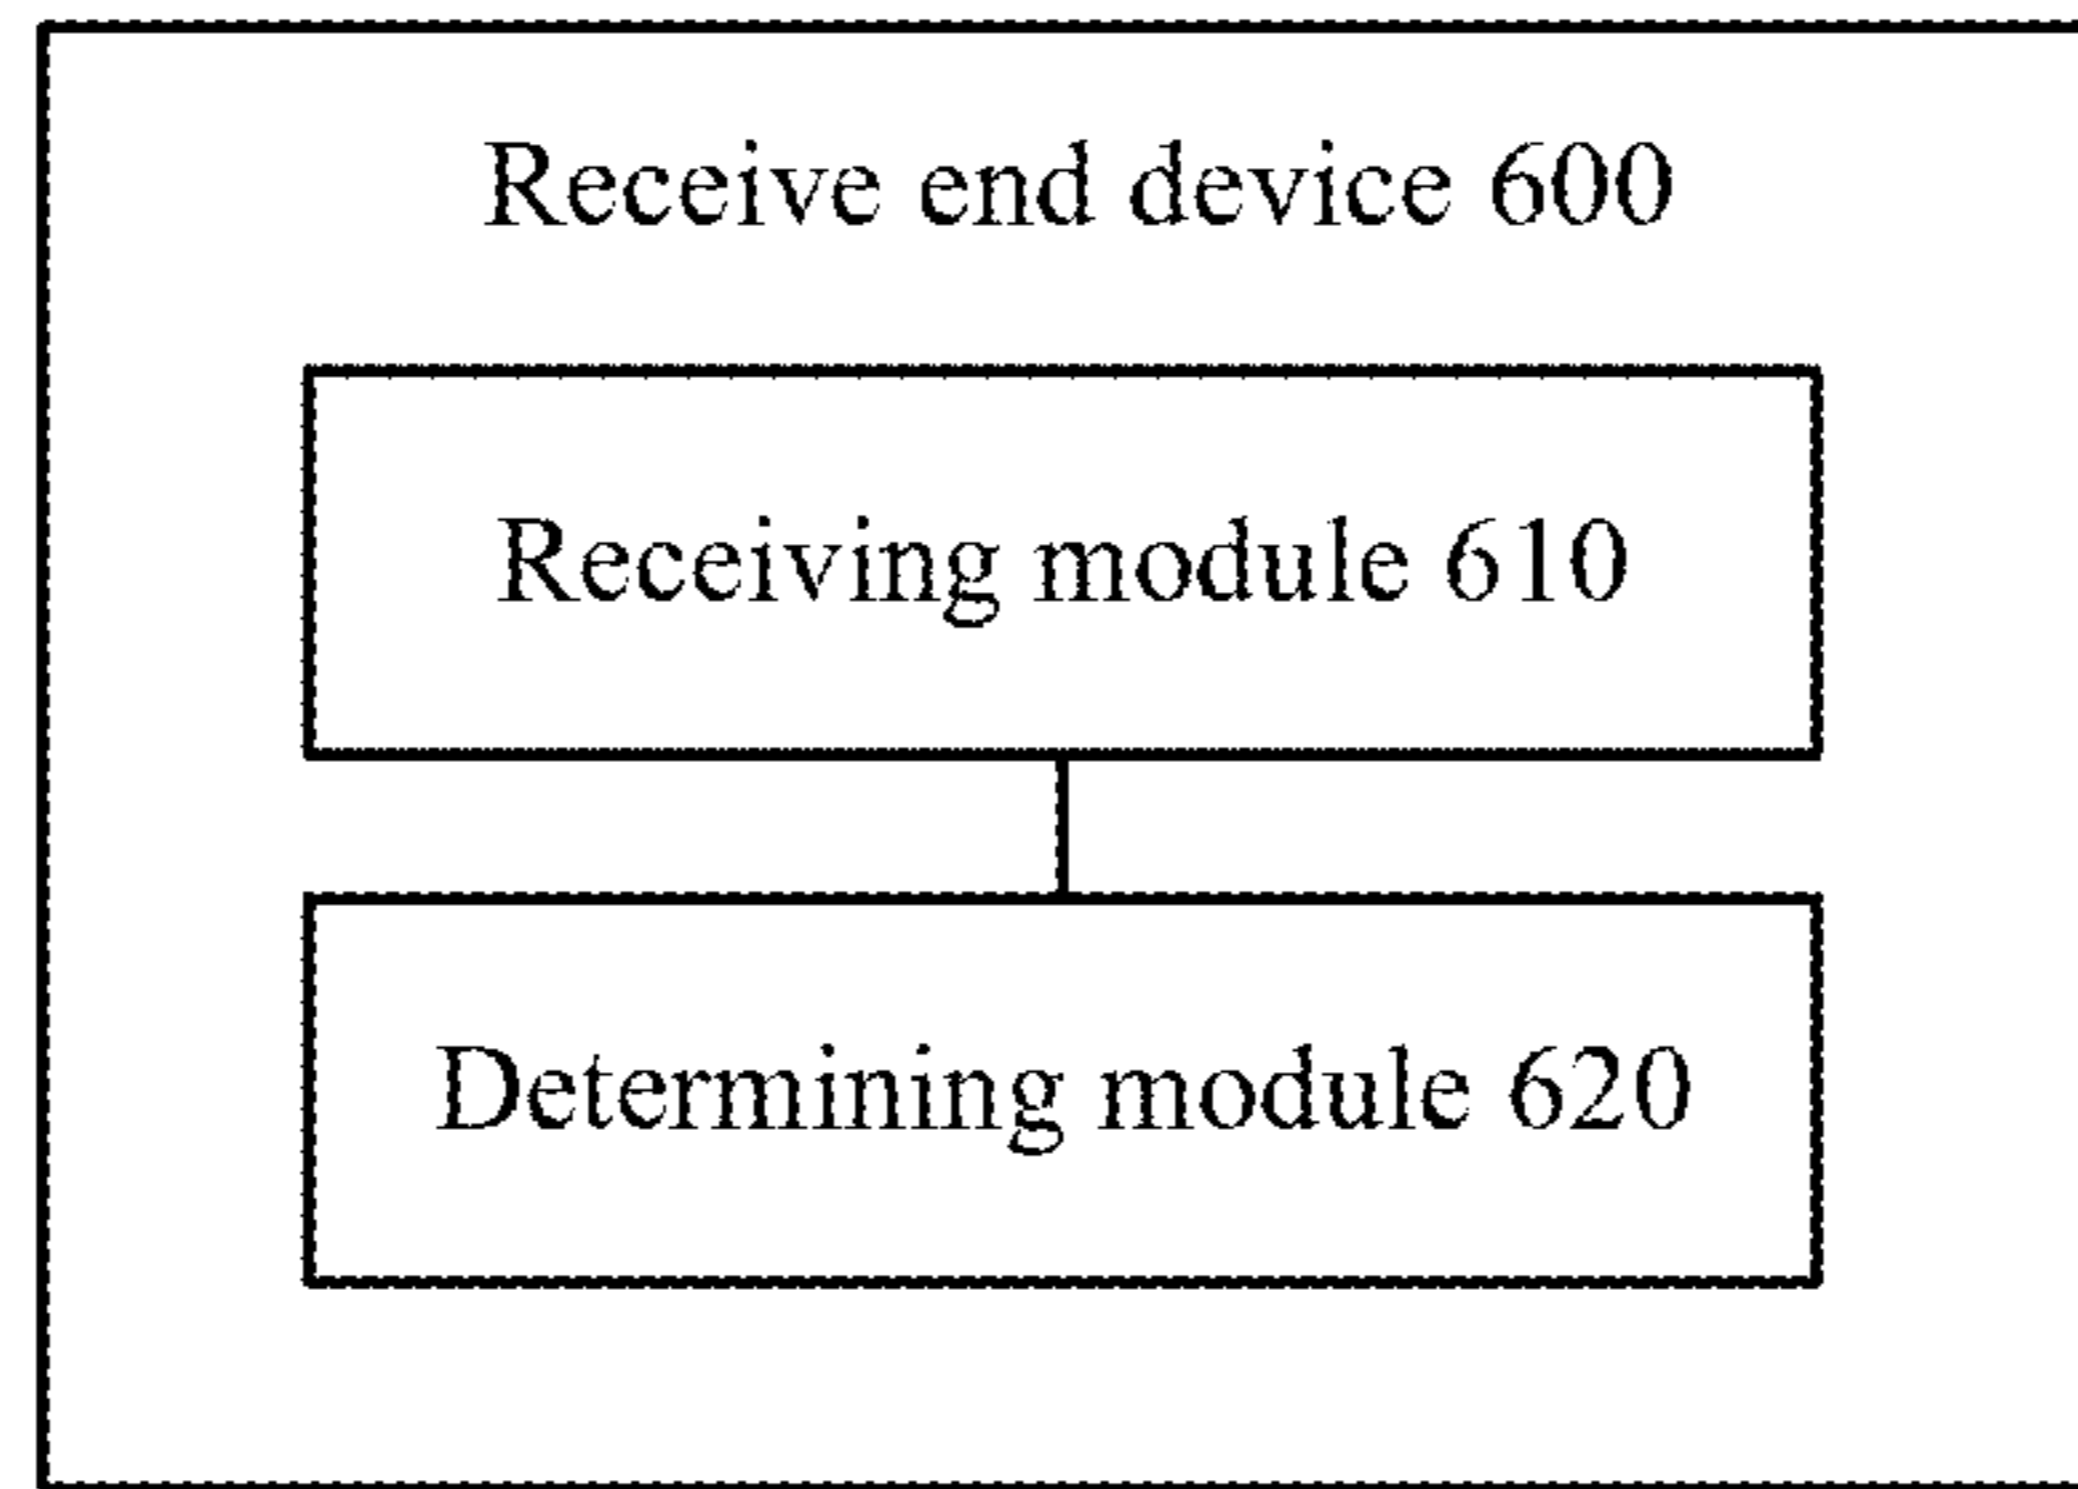 Receive end device 600
Receiving module 610
Determining module 620